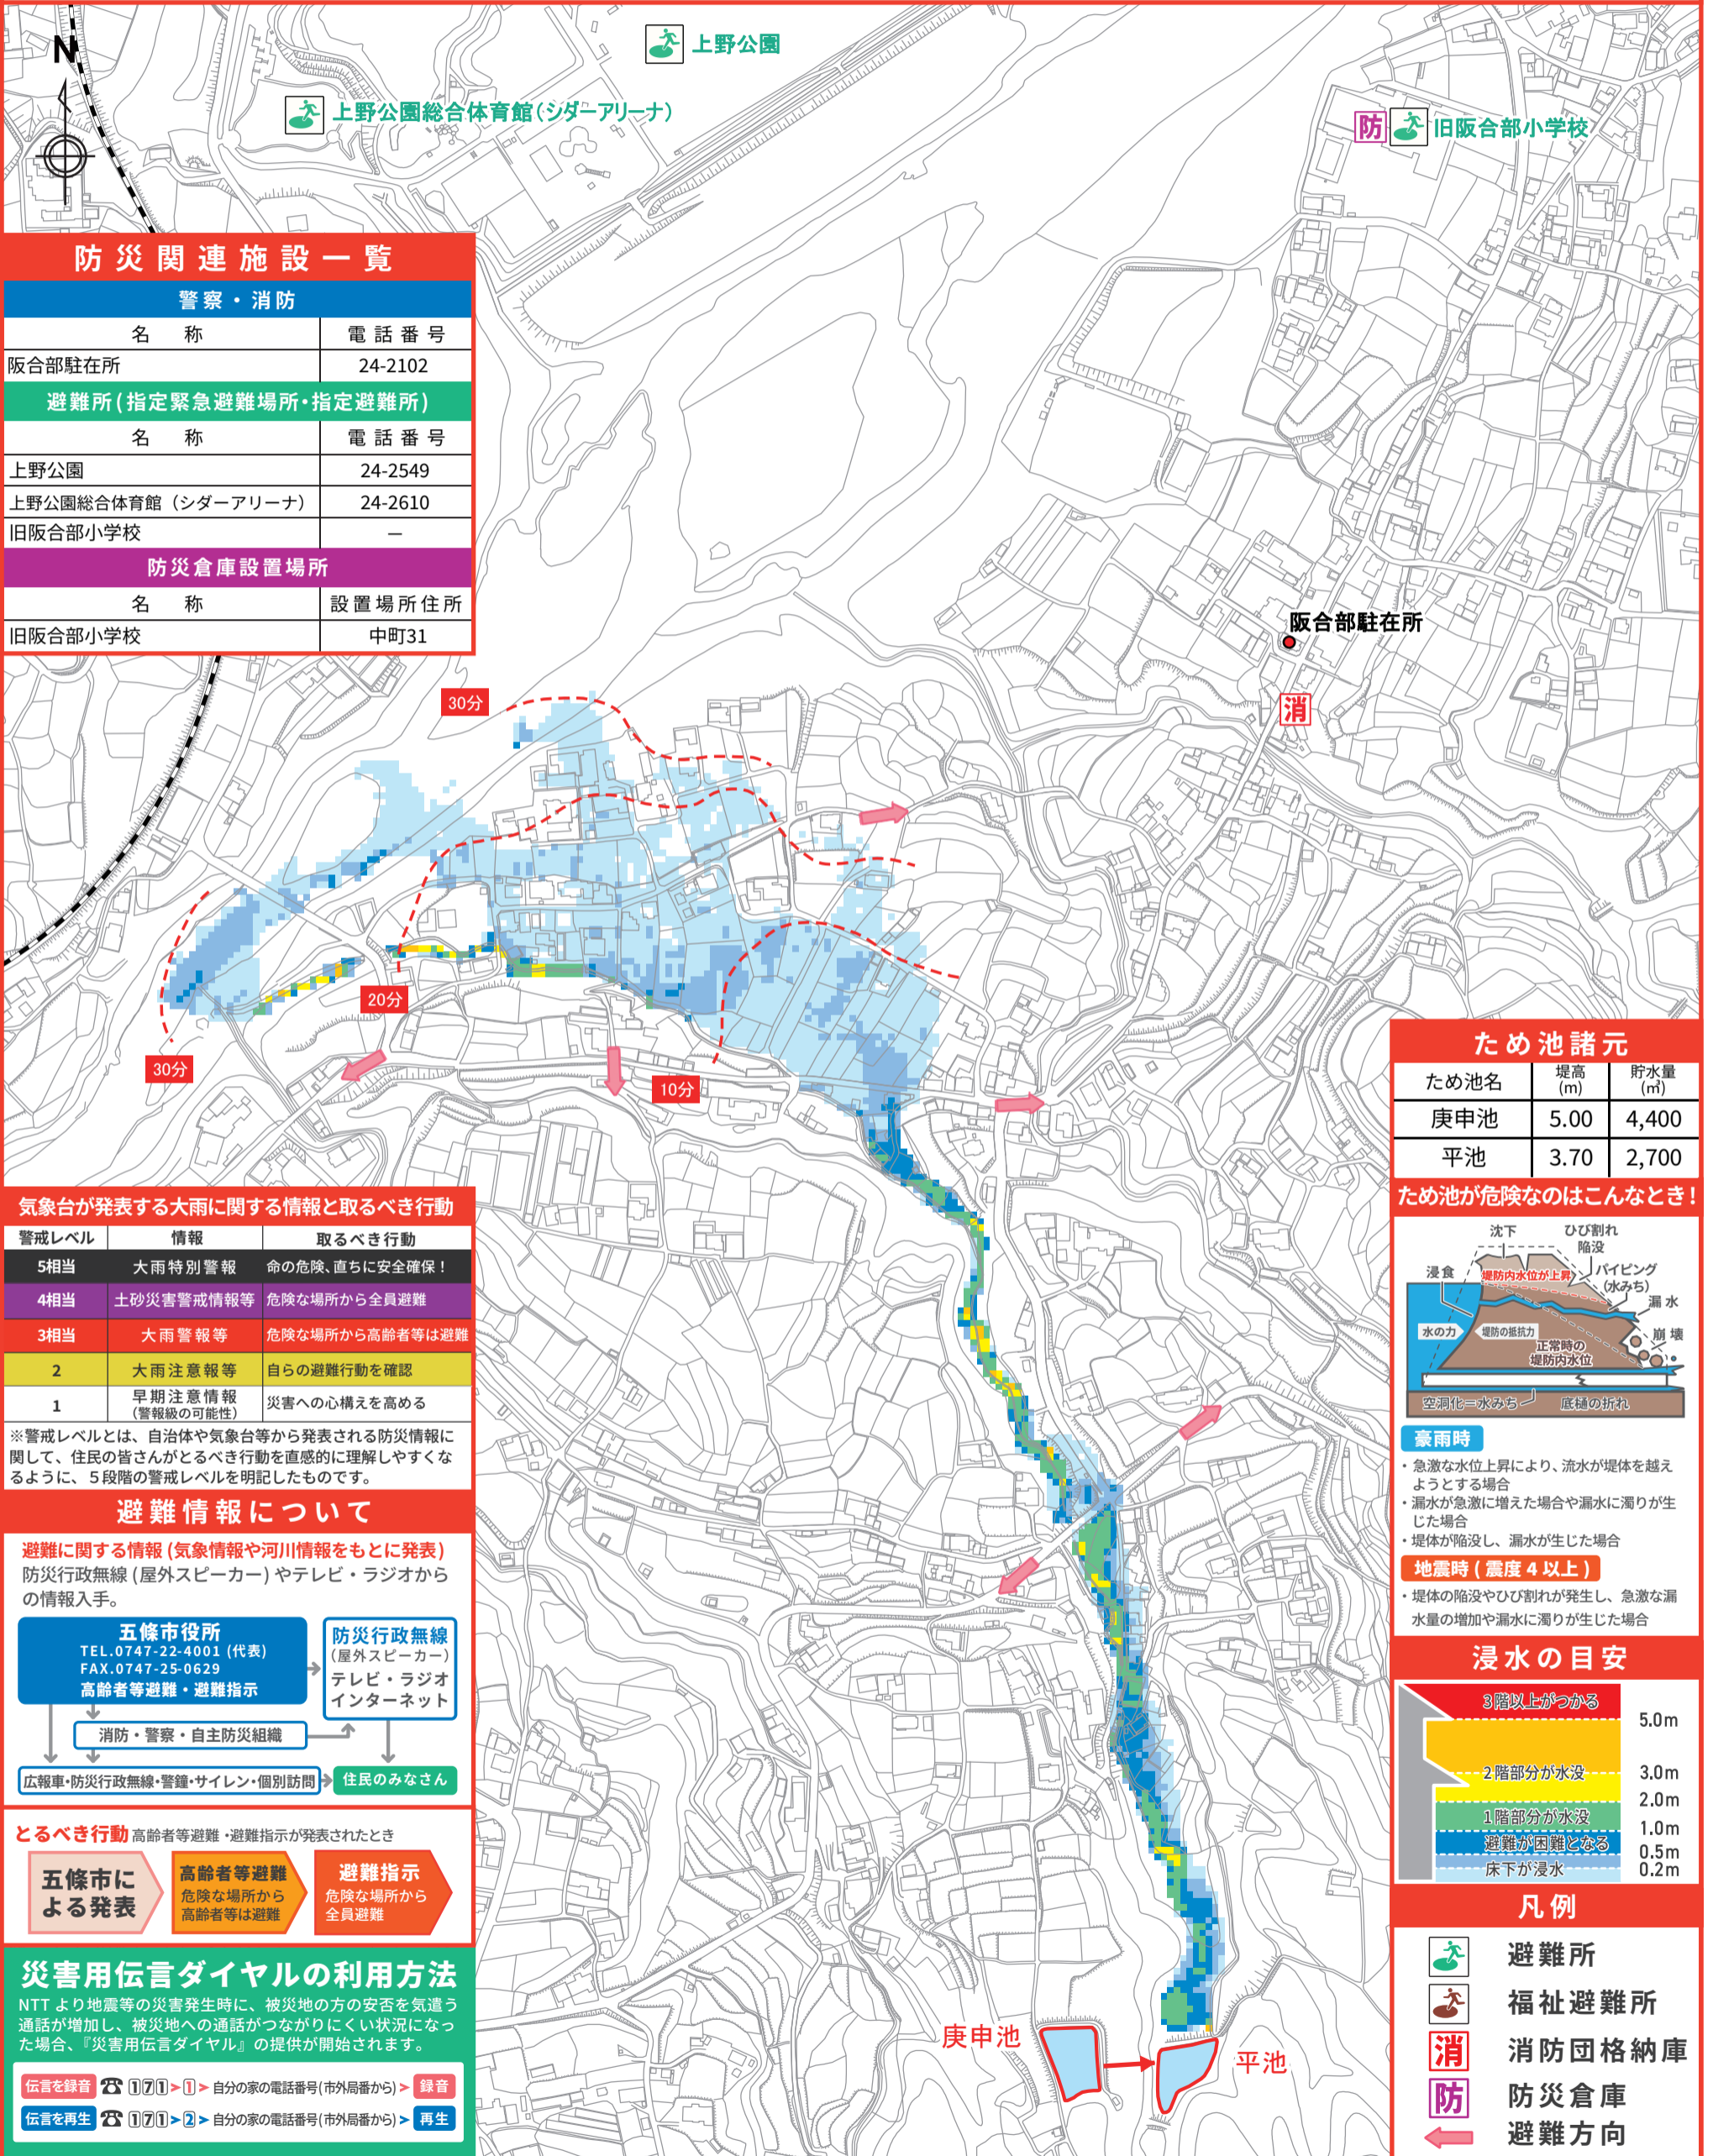 N
上野公園
上野公園総合体育館(シダーアリーナ)
防 旧阪合部小学校
防災関連施設一覧
警察・消防
名 称 電話番号
阪合部駐在所 24-2102
避難所(指定緊急避難場所・指定避難所)
名 称 電話番号
上野公園 24-2549
上野公園総合体育館（シダーアリーナ） 24-2610
旧阪合部小学校 ―
防災倉庫設置場所
名 称 設置場所住所
旧阪合部小学校 中町31
阪合部駐在所
消
30分
20分
30分
10分
庚申池
平池
気象台が発表する大雨に関する情報と取るべき行動
警戒レベル 情報 取るべき行動
5相当 大雨特別警報 命の危険、直ちに安全確保！
4相当 土砂災害警戒情報等 危険な場所から全員避難
3相当 大雨警報等 危険な場所から高齢者等は避難
2 大雨注意報等 自らの避難行動を確認
1 早期注意情報 災害への心構えを高める
(警報級の可能性)
※警戒レベルとは、自治体や気象台等から発表される防災情報に
関して、住民の皆さんがとるべき行動を直感的に理解しやすくな
るように、５段階の警戒レベルを明記したものです。
避難情報について
避難に関する情報(気象情報や河川情報をもとに発表)
防災行政無線(屋外スピーカー)やテレビ・ラジオから
の情報入手。
五條市役所
TEL.0747-22-4001(代表)
FAX.0747-25-0629
高齢者等避難・避難指示
防災行政無線
(屋外スピーカー)
テレビ・ラジオ
インターネット
消防・警察・自主防災組織
広報車・防災行政無線・警鐘・サイレン・個別訪問
住民のみなさん
とるべき行動 高齢者等避難・避難指示が発表されたとき
五條市に
よる発表
高齢者等避難
危険な場所から
高齢者等は避難
避難指示
危険な場所から
全員避難
災害用伝言ダイヤルの利用方法
NTTより地震等の災害発生時に、被災地の方の安否を気遣う
通話が増加し、被災地への通話がつながりにくい状況になっ
た場合、『災害用伝言ダイヤル』の提供が開始されます。
伝言を録音 ☎ 171 > 1 > 自分の家の電話番号(市外局番から) > 録音
伝言を再生 ☎ 171 > 2 > 自分の家の電話番号(市外局番から) > 再生
ため池諸元
ため池名 堤高(m) 貯水量(㎥)
庚申池 5.00 4,400
平池 3.70 2,700
ため池が危険なのはこんなとき！
沈下
ひび割れ
陥没
浸食
堤防内水位が上昇
パイピング
(水みち)
漏水
水の力
堤防の抵抗力
崩壊
正常時の
堤防内水位
空洞化＝水みち
底樋の折れ
豪雨時
・急激な水位上昇により、流水が堤体を越え
ようとする場合
・漏水が急激に増えた場合や漏水に濁りが生
じた場合
・堤体が陥没し、漏水が生じた場合
地震時(震度４以上)
・堤体の陥没やひび割れが発生し、急激な漏
水量の増加や漏水に濁りが生じた場合
浸水の目安
3階以上がつかる
5.0m
2階部分が水没
3.0m
2.0m
1階部分が水没
1.0m
避難が困難となる
0.5m
床下が浸水
0.2m
凡例
避難所
福祉避難所
消 消防団格納庫
防 防災倉庫
避難方向